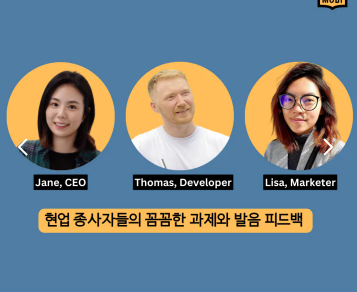 MOBI
Jane, CEO
Thomas, Developer
Lisa, Marketer
현업 종사자들의 꼼꼼한 과제와 발음 피드백